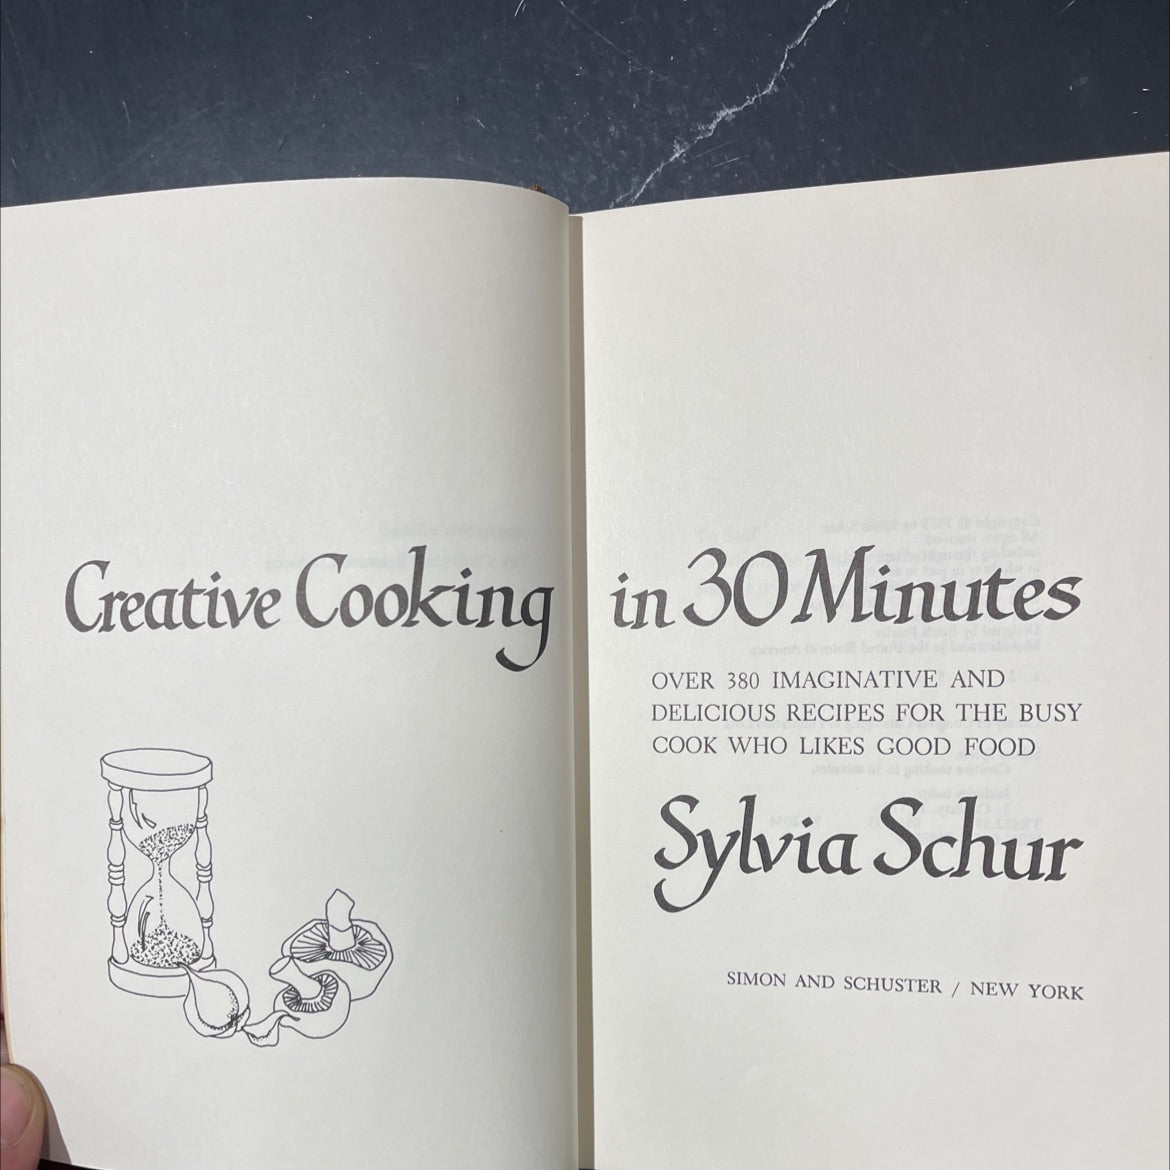 Creative Cooking in 30 Minutes
OVER 380 IMAGINATIVE AND
DELICIOUS RECIPES FOR THE BUSY
COOK WHO LIKES GOOD FOOD
Sylvia Schur
SIMON AND SCHUSTER / NEW YORK